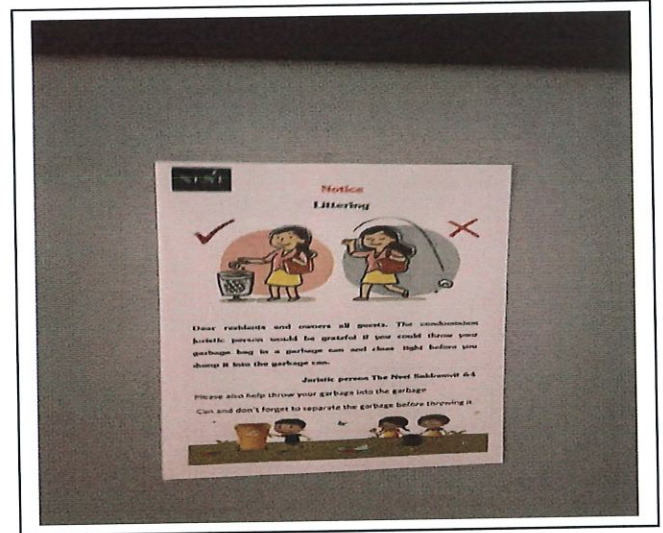 Notice
Littering
Dear residents and owners all guests. The condominium
juristic person would be grateful if you could throw your
garbage bag in a garbage can and close tight before you
dump it into the garbage can.
Juristic person The Nest Sukhumvit 64
Please also help throw your garbage into the garbage
Can and don't forget to separate the garbage before throwing it.